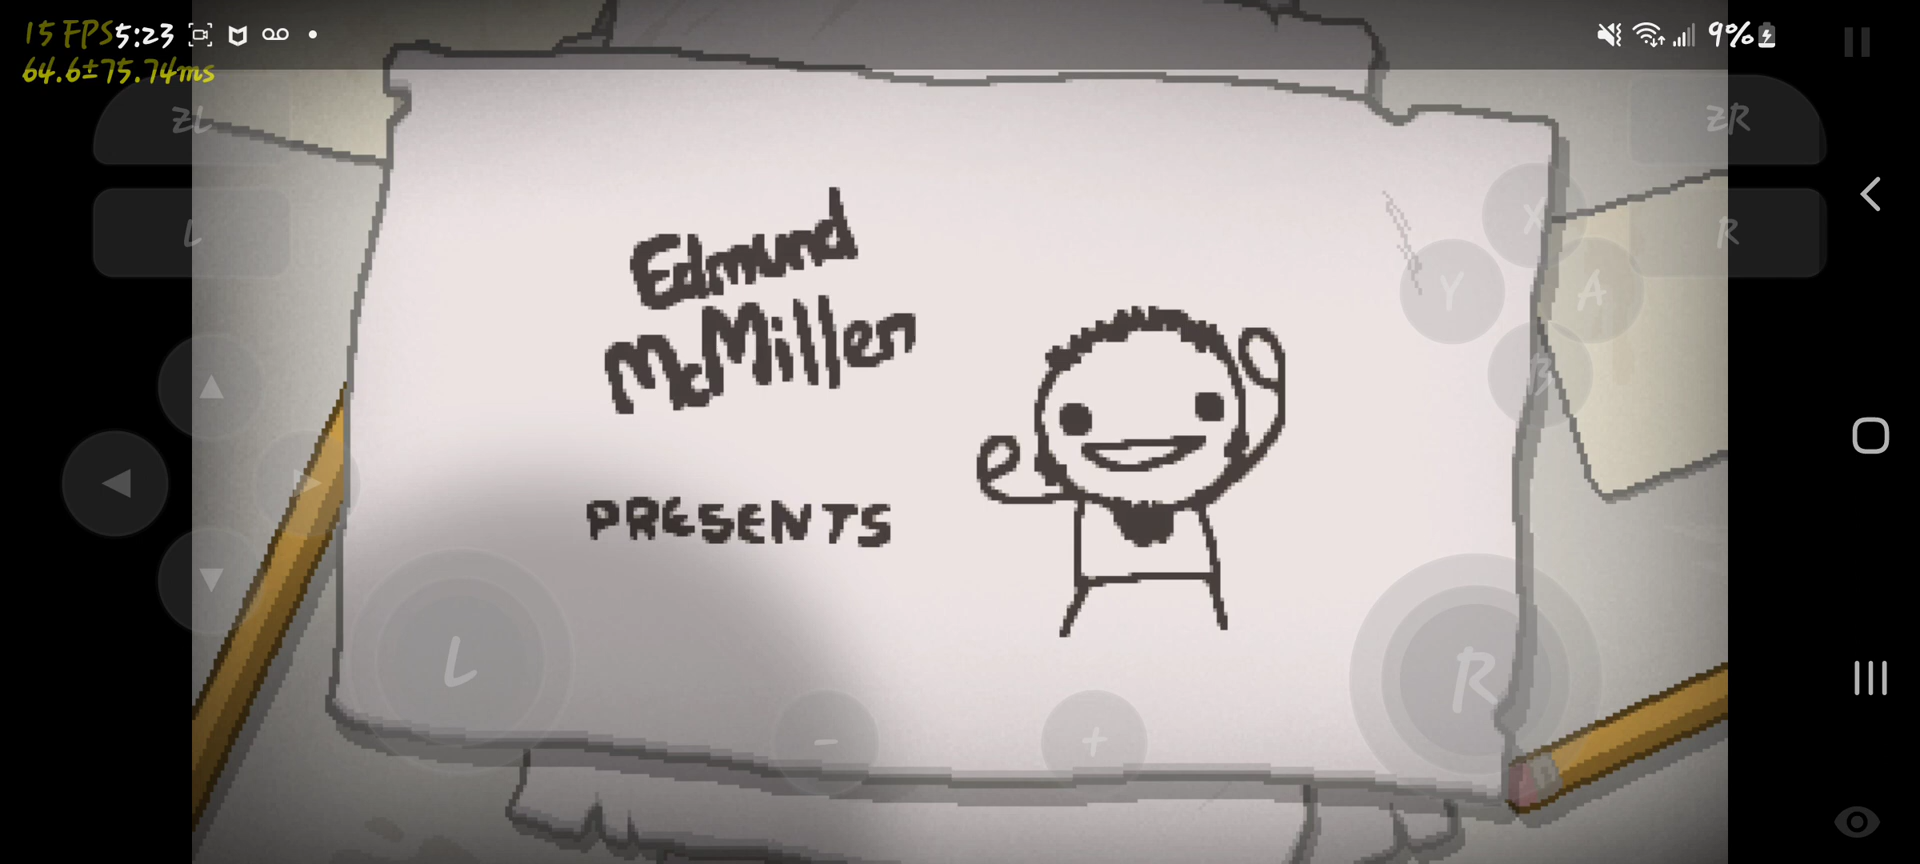 15 FPS 5:23 9%
64.6±75.74ms
ZL ZR
L R
X
Y A
B
Edmund
McMillen
PRESENTS
L R
- +